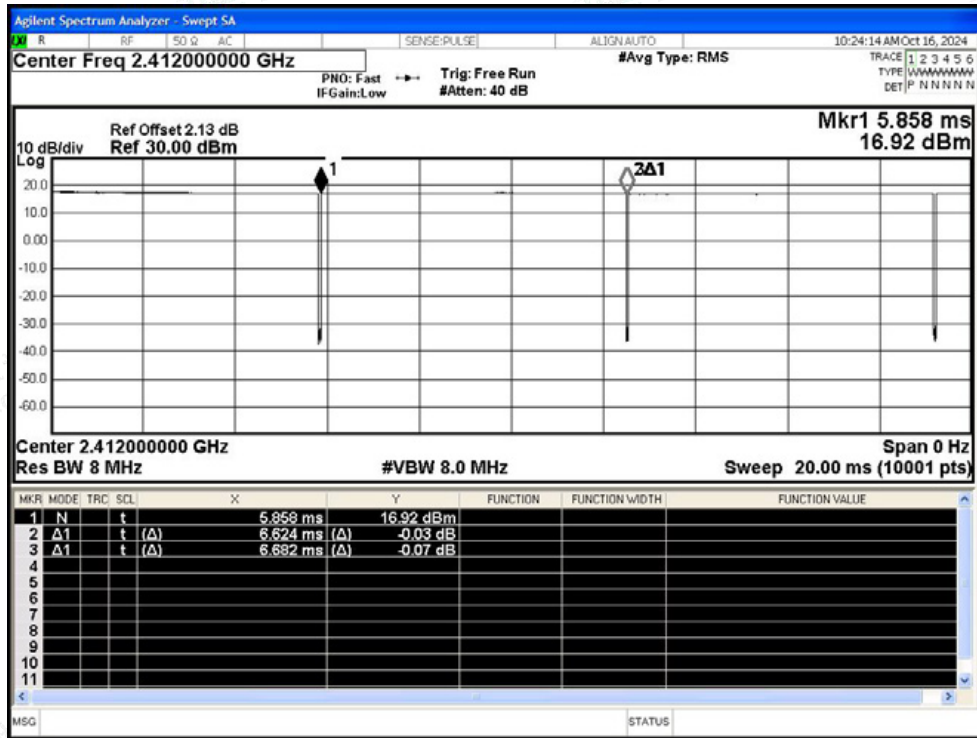 Agilent Spectrum Analyzer - Swept SA
R RF 50 Ω AC SENSE:PULSE ALIGN AUTO 10:24:14 AM Oct 16, 2024
Center Freq 2.412000000 GHz #Avg Type: RMS TRACE 1 2 3 4 5 6
PNO: Fast Trig: Free Run TYPE WWWWWW
IFGain:Low #Atten: 40 dB DET P N N N N N
Mkr1 5.858 ms
16.92 dBm
Ref Offset 2.13 dB
10 dB/div Ref 30.00 dBm
Log
1
3Δ1
20.0
10.0
0.00
-10.0
-20.0
-30.0
-40.0
-50.0
-60.0
Center 2.412000000 GHz Span 0 Hz
Res BW 8 MHz #VBW 8.0 MHz Sweep 20.00 ms (10001 pts)
MKR MODE TRC SCL X Y FUNCTION FUNCTION WIDTH FUNCTION VALUE
1 N t 5.858 ms 16.92 dBm
2 Δ1 t (Δ) 6.624 ms (Δ) -0.03 dB
3 Δ1 t (Δ) 6.682 ms (Δ) -0.07 dB
4
5
6
7
8
9
10
11
MSG STATUS